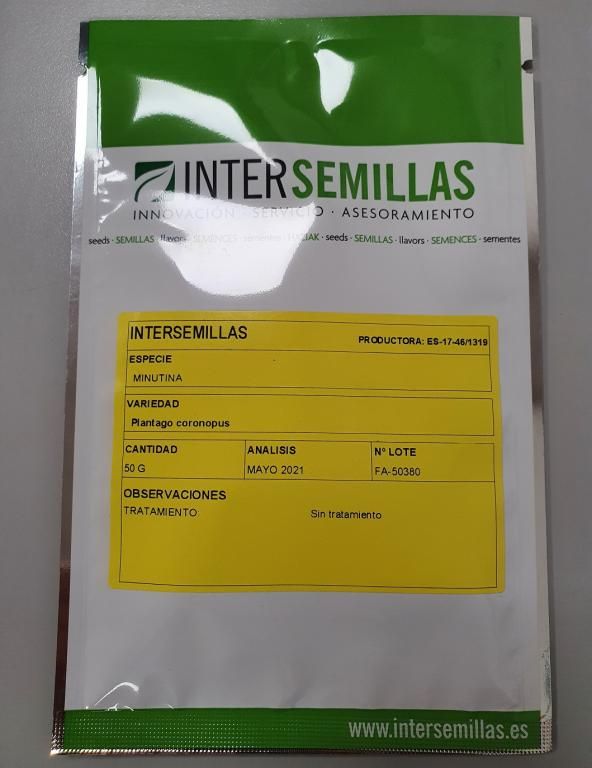 INTERSEMILLAS
INNOVACIÓN · SERVICIO · ASESORAMIENTO
seeds · SEMILLAS · llavors · SEMENCES · sementes · HAZIAK · seeds · SEMILLAS · llavors · SEMENCES · sementes
INTERSEMILLAS PRODUCTORA: ES-17-46/1319
ESPECIE
MINUTINA
VARIEDAD
Plantago coronopus
CANTIDAD ANALISIS Nº LOTE
50 G MAYO 2021 FA-50380
OBSERVACIONES
TRATAMIENTO: Sin tratamiento
www.intersemillas.es